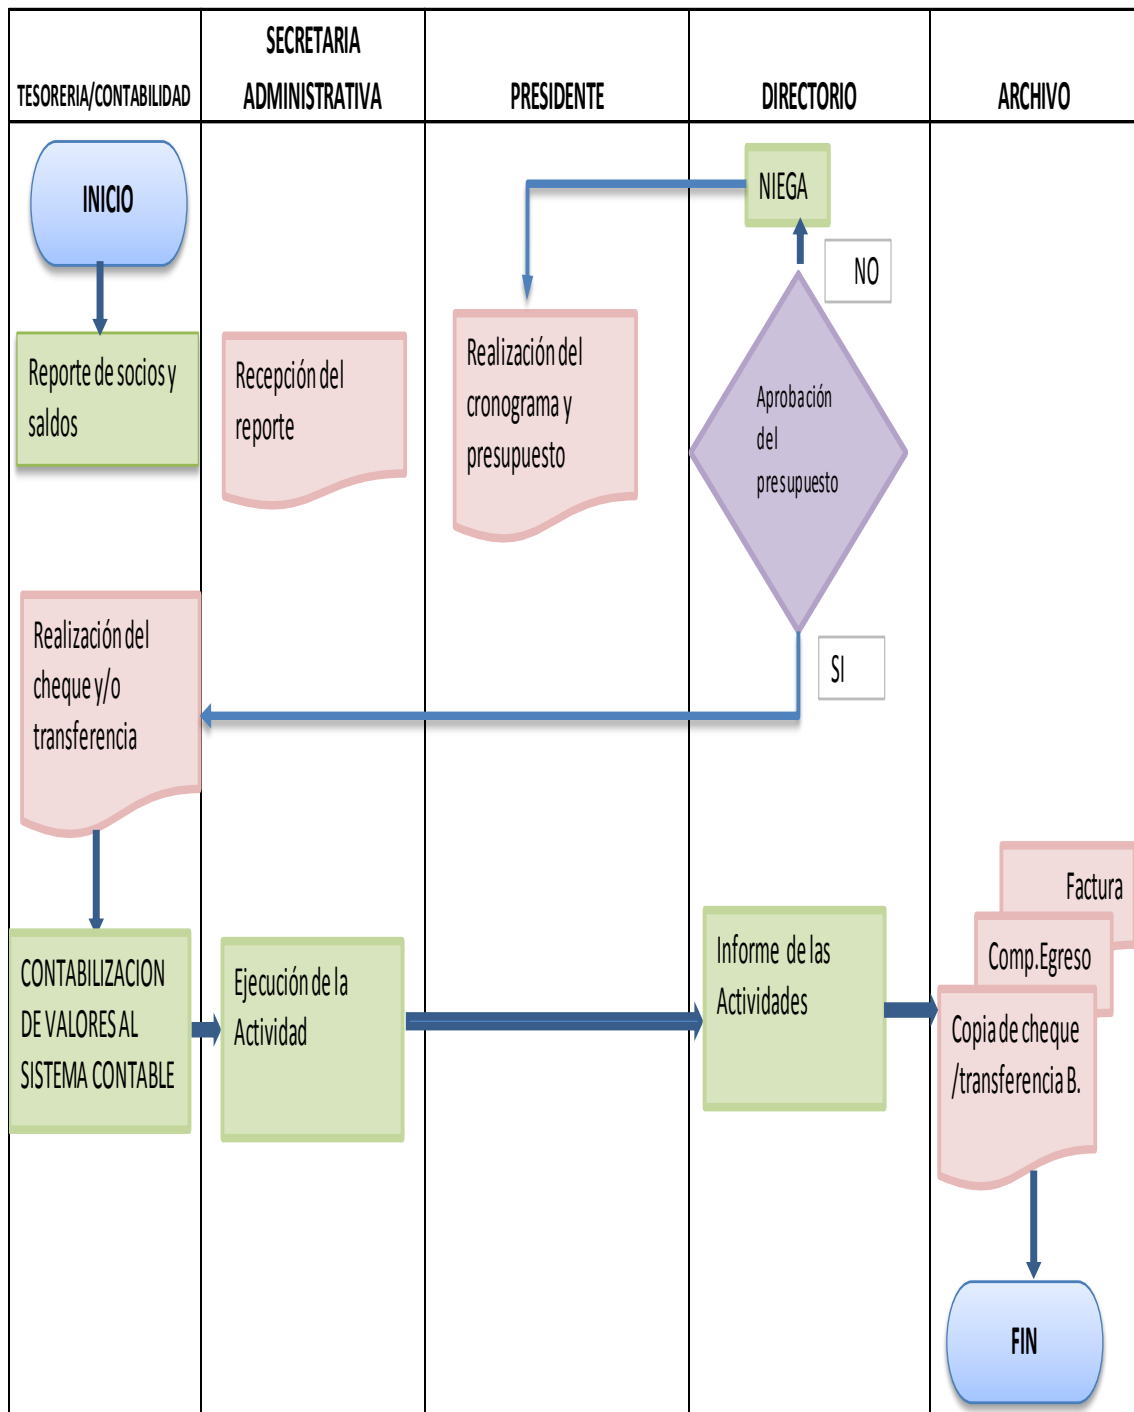 TESORERIA/CONTABILIDAD
SECRETARIA
ADMINISTRATIVA
PRESIDENTE
DIRECTORIO
ARCHIVO
INICIO
NIEGA
NO
Reporte de socios y
saldos
Recepción del
reporte
Realización del
cronograma y
presupuesto
Aprobación
del
presupuesto
SI
Realización del
cheque y/o
transferencia
CONTABILIZACION
DE VALORES AL
SISTEMA CONTABLE
Ejecución de la
Actividad
Informe de las
Actividades
Factura
Comp.Egreso
Copia de cheque
/transferencia B.
FIN